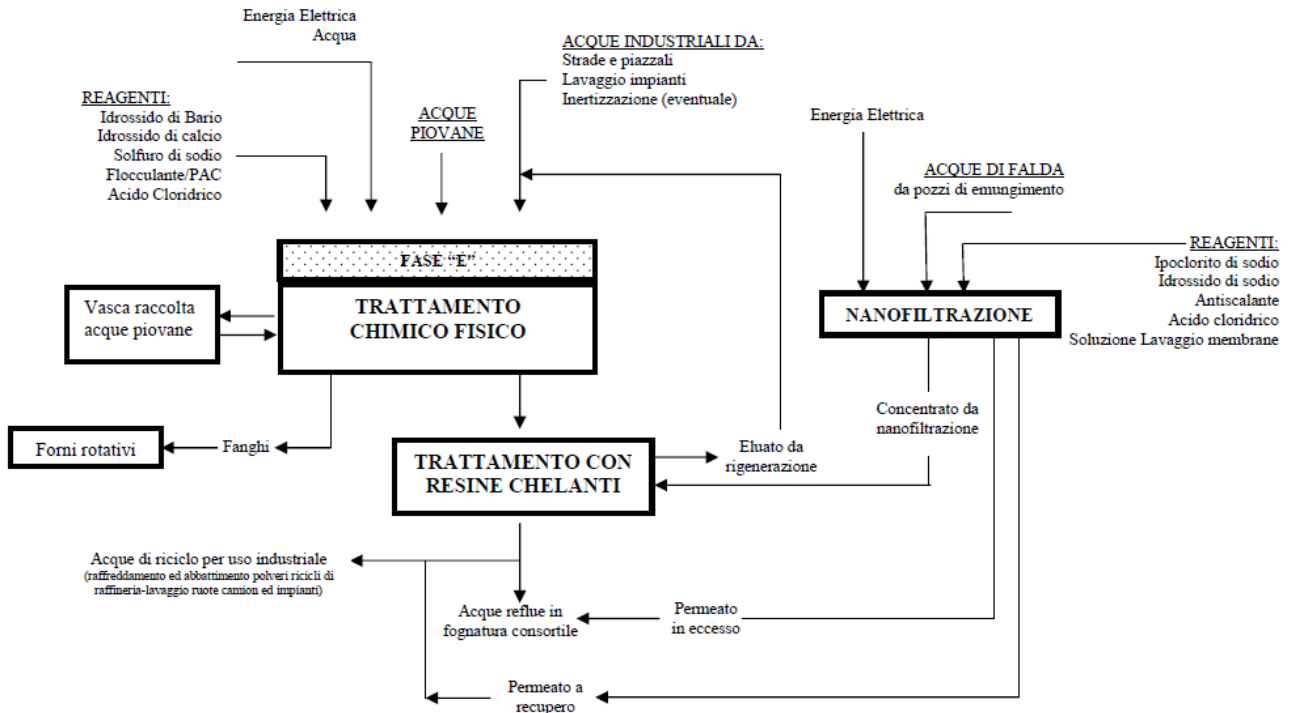 Energia Elettrica
Acqua
ACQUE INDUSTRIALI DA:
Strade e piazzali
Lavaggio impianti
Inertizzazione (eventuale)
REAGENTI:
Idrossido di Bario
Idrossido di calcio
Solfuro di sodio
Flocculante/PAC
Acido Cloridrico
ACQUE
PIOVANE
Energia Elettrica
ACQUE DI FALDA
da pozzi di emungimento
REAGENTI:
Ipoclorito di sodio
Idrossido di sodio
Antiscalante
Acido cloridrico
Soluzione Lavaggio membrane
FASE “E”
TRATTAMENTO
CHIMICO FISICO
Vasca raccolta
acque piovane
NANOFILTRAZIONE
Forni rotativi
Fanghi
TRATTAMENTO CON
RESINE CHELANTI
Eluato da
rigenerazione
Concentrato da
nanofiltrazione
Acque di riciclo per uso industriale
(raffreddamento ed abbattimento polveri ricicli di
raffineria-lavaggio ruote camion ed impianti)
Acque reflue in
fognatura consortile
Permeato
in eccesso
Permeato a
recupero